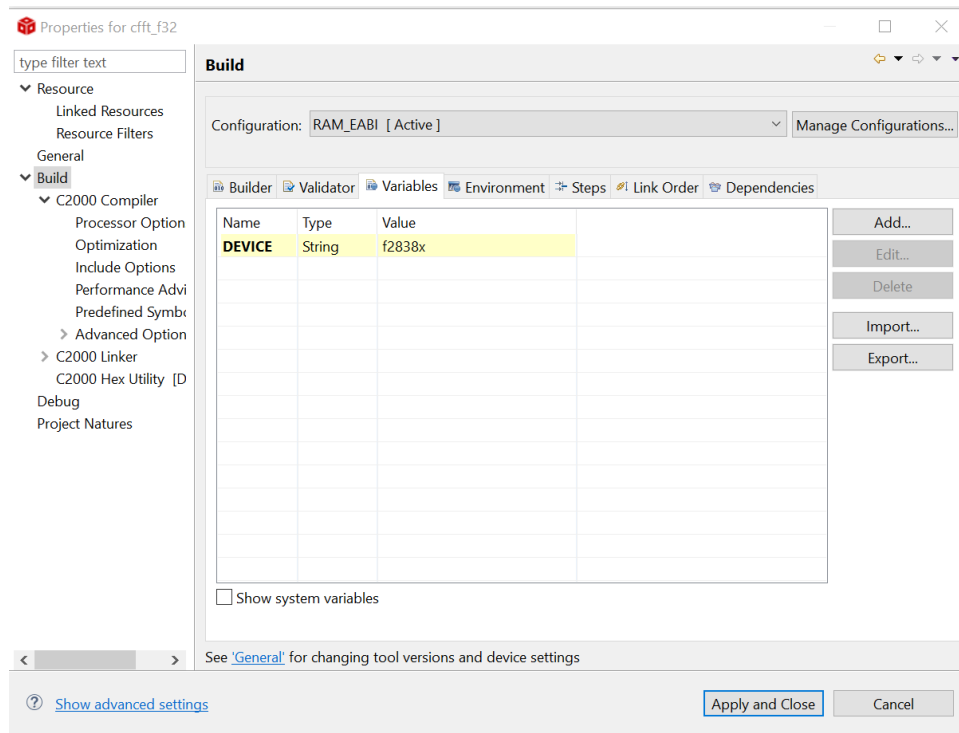 Properties for cfft_f32
type filter text
Resource
Linked Resources
Resource Filters
General
Build
C2000 Compiler
Processor Option
Optimization
Include Options
Performance Advi
Predefined Symbo
Advanced Option
C2000 Linker
C2000 Hex Utility [D
Debug
Project Natures
Build
Configuration: RAM_EABI [ Active ] Manage Configurations...
Builder Validator Variables Environment Steps Link Order Dependencies
Name Type Value
DEVICE String f2838x
Add...
Edit...
Delete
Import...
Export...
Show system variables
See 'General' for changing tool versions and device settings
Show advanced settings Apply and Close Cancel